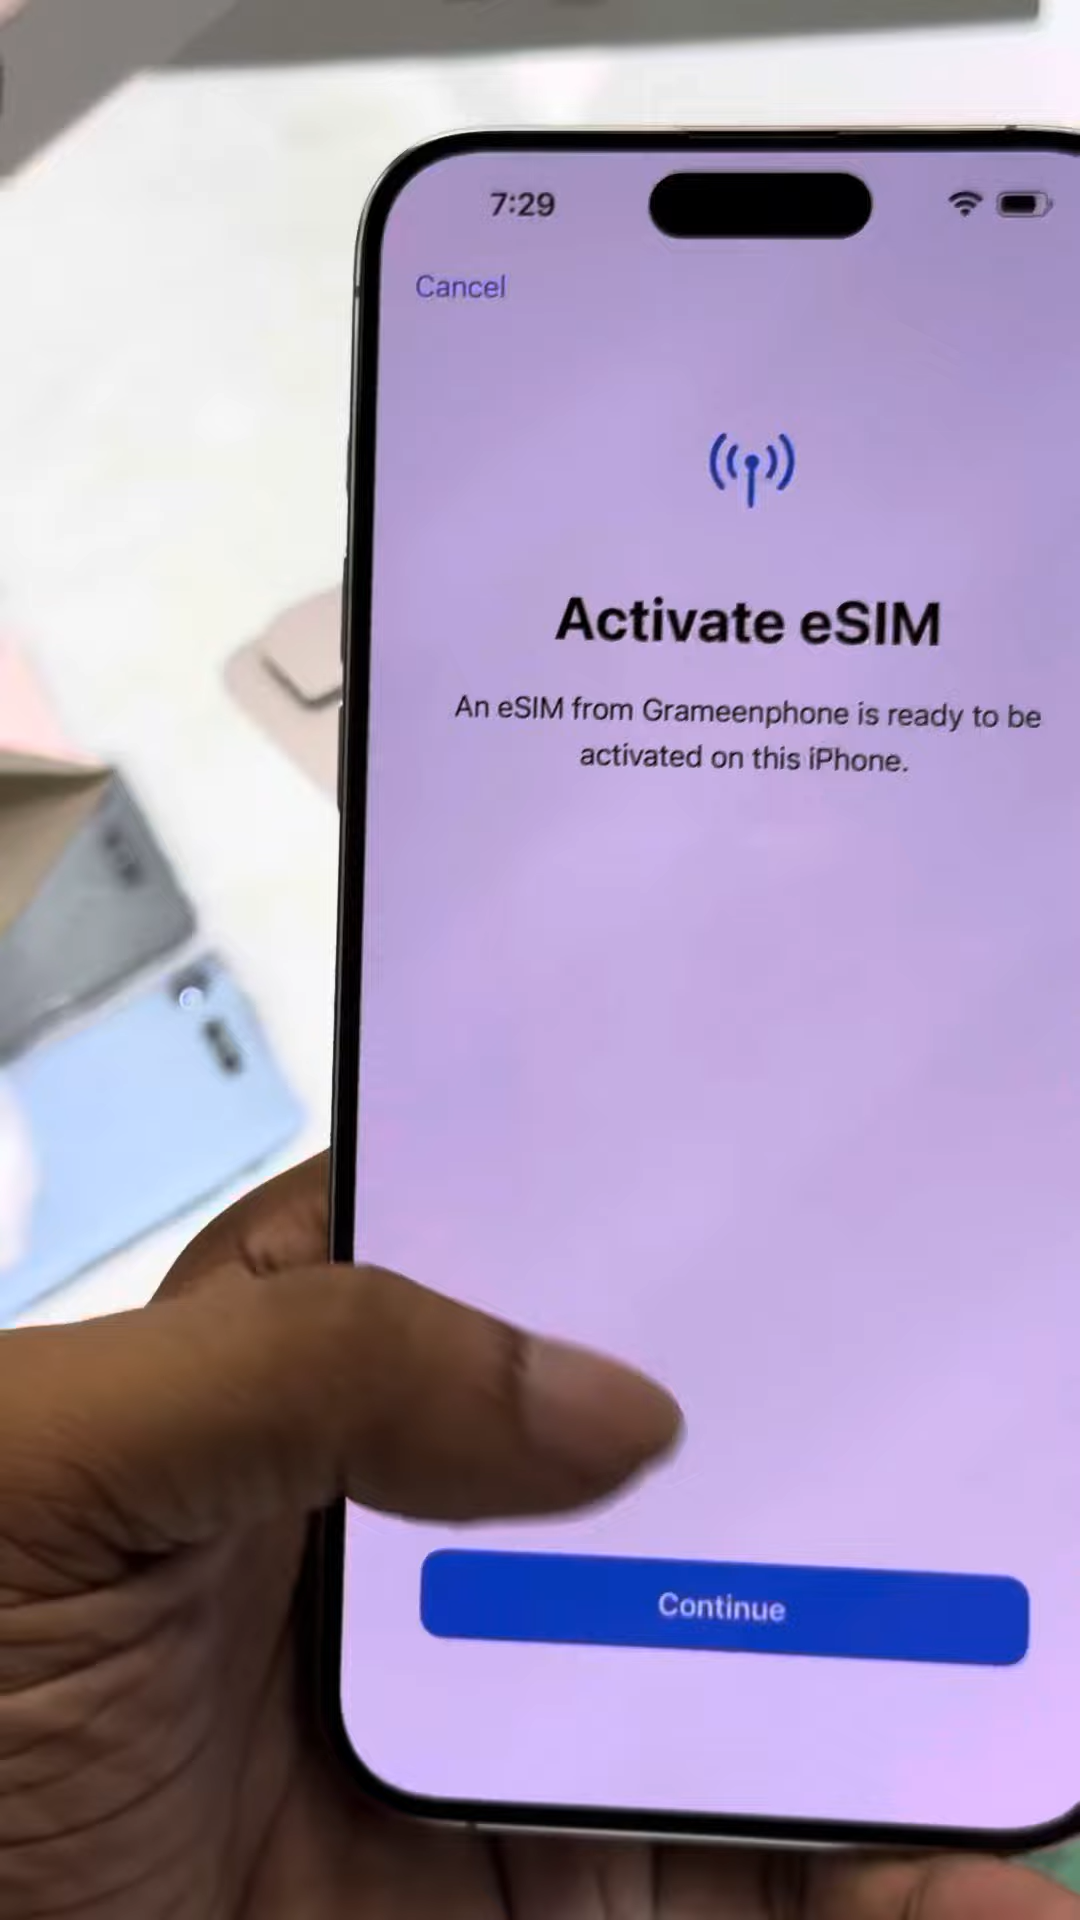 7:29
Cancel
Activate eSIM
An eSIM from Grameenphone is ready to be
activated on this iPhone.
Continue